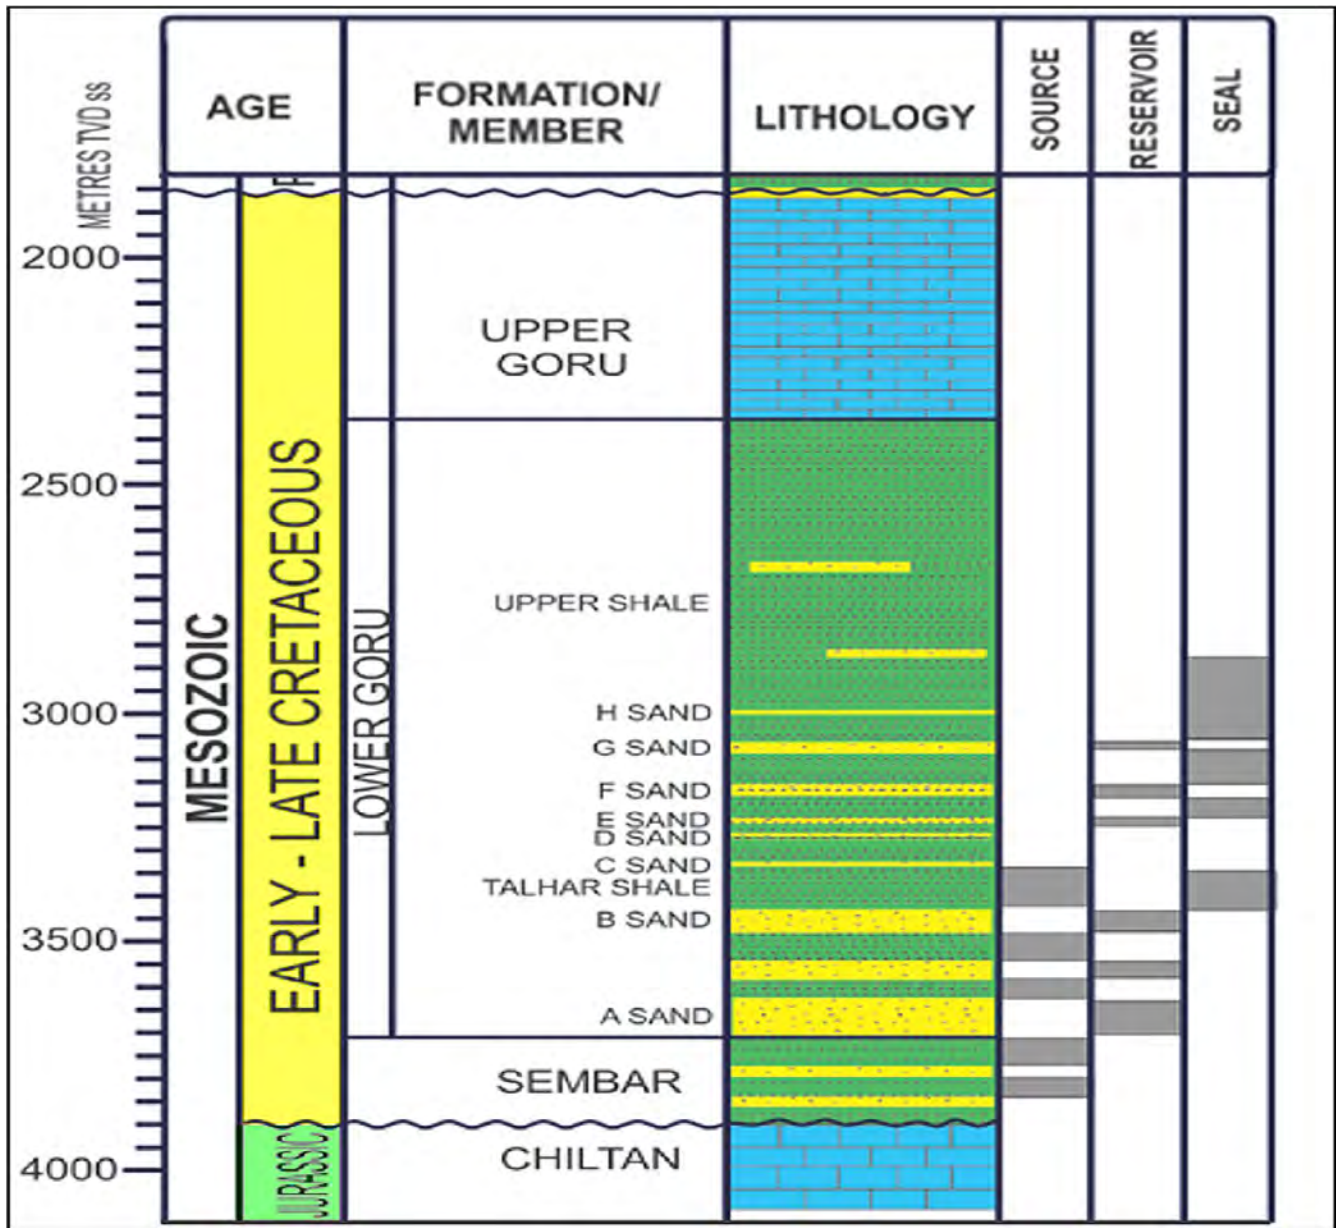 METRES TVD ss
AGE
FORMATION/
MEMBER
LITHOLOGY
SOURCE
RESERVOIR
SEAL
2000
2500
3000
3500
4000
MESOZOIC
EARLY - LATE CRETACEOUS
JURASSIC
LOWER GORU
UPPER
GORU
UPPER SHALE
H SAND
G SAND
F SAND
E SAND
D SAND
C SAND
TALHAR SHALE
B SAND
A SAND
SEMBAR
CHILTAN